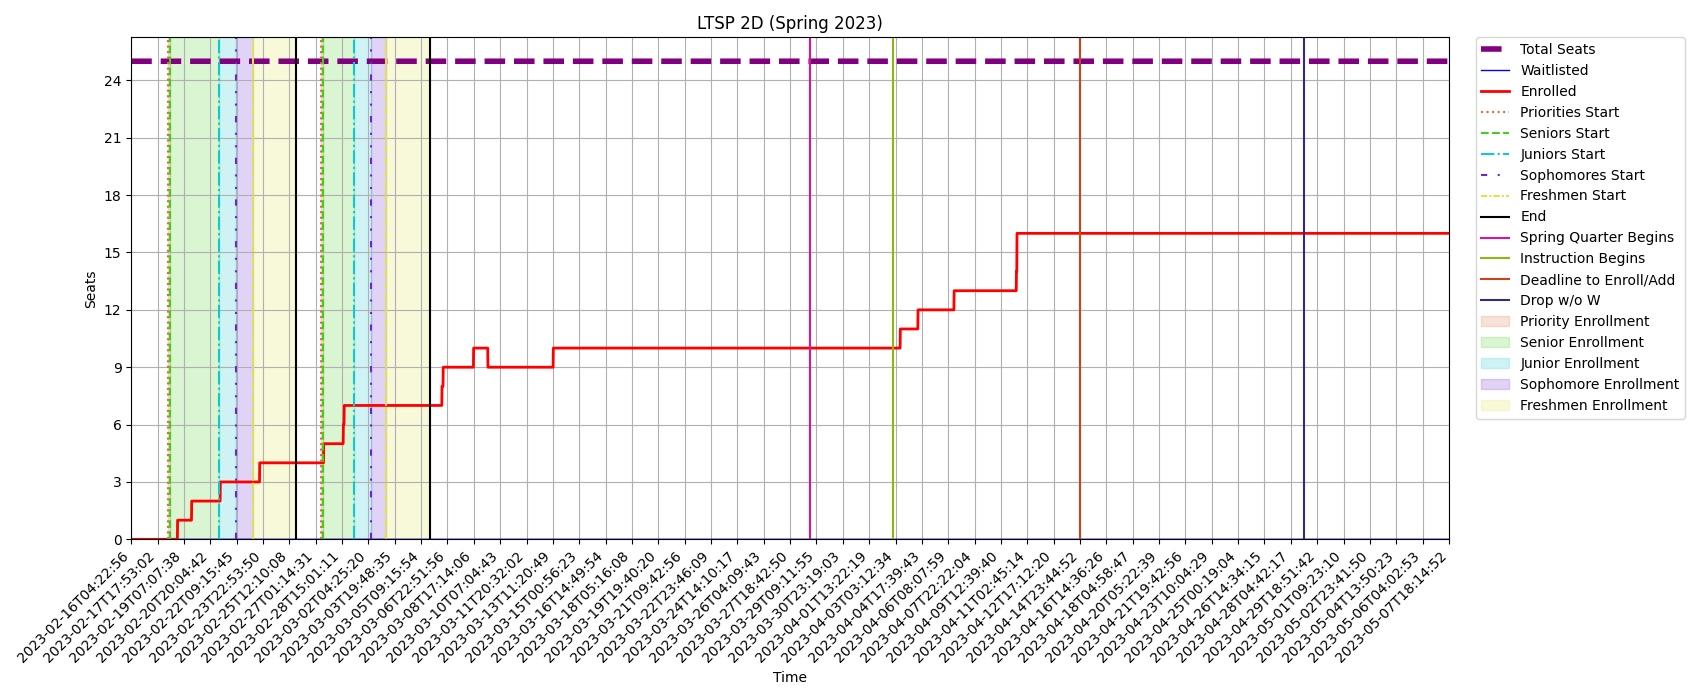 LTSP 2D (Spring 2023)
Seats
24
21
18
15
12
9
6
3
0
2023-02-16T04:22:56
2023-02-17T17:53:02
2023-02-19T07:07:38
2023-02-20T20:04:42
2023-02-22T09:15:45
2023-02-23T22:53:50
2023-02-25T12:10:08
2023-02-27T01:14:31
2023-02-28T15:01:11
2023-03-02T04:25:20
2023-03-03T19:48:35
2023-03-05T09:15:54
2023-03-06T22:51:56
2023-03-08T17:14:06
2023-03-10T07:04:43
2023-03-11T20:32:02
2023-03-13T11:20:49
2023-03-15T00:56:23
2023-03-16T14:49:54
2023-03-18T05:16:08
2023-03-19T19:40:20
2023-03-21T09:42:56
2023-03-22T23:46:09
2023-03-24T14:10:17
2023-03-26T04:09:43
2023-03-27T18:42:50
2023-03-29T09:11:55
2023-03-30T23:19:03
2023-04-01T13:22:19
2023-04-03T03:12:34
2023-04-04T17:39:43
2023-04-06T08:07:59
2023-04-07T22:22:04
2023-04-09T12:39:40
2023-04-11T02:45:14
2023-04-12T17:12:20
2023-04-14T23:44:52
2023-04-16T14:36:26
2023-04-18T04:58:47
2023-04-20T05:22:39
2023-04-21T19:42:56
2023-04-23T10:04:29
2023-04-25T00:19:04
2023-04-26T14:34:15
2023-04-28T04:42:17
2023-04-29T18:51:42
2023-05-01T09:23:10
2023-05-02T23:41:50
2023-05-04T13:50:23
2023-05-06T04:02:53
2023-05-07T18:14:52
Time
Total Seats
Waitlisted
Enrolled
Priorities Start
Seniors Start
Juniors Start
Sophomores Start
Freshmen Start
End
Spring Quarter Begins
Instruction Begins
Deadline to Enroll/Add
Drop w/o W
Priority Enrollment
Senior Enrollment
Junior Enrollment
Sophomore Enrollment
Freshmen Enrollment